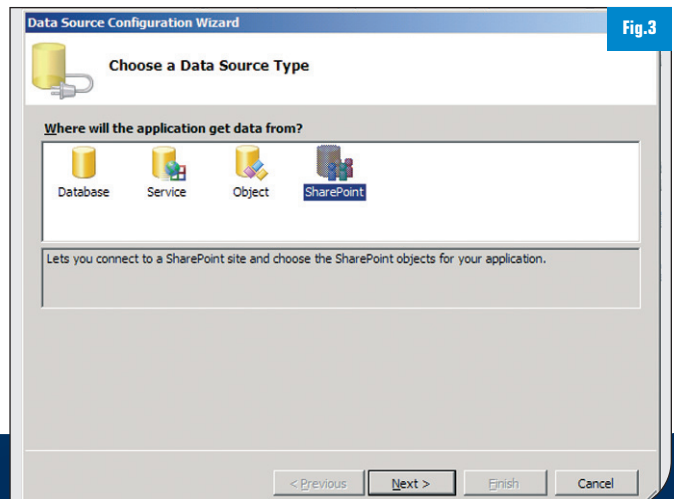 Data Source Configuration Wizard
Fig.3
Choose a Data Source Type
Where will the application get data from?
Database Service Object SharePoint
Lets you connect to a SharePoint site and choose the SharePoint objects for your application.
< Previous Next > Finish Cancel